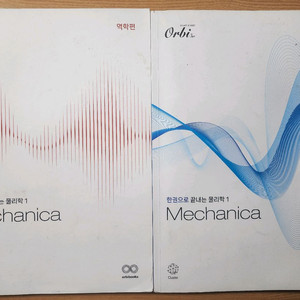 역학편
는 물리학 1
chanica
Orbi
한권으로 끝내는 물리학 1
Mechanica